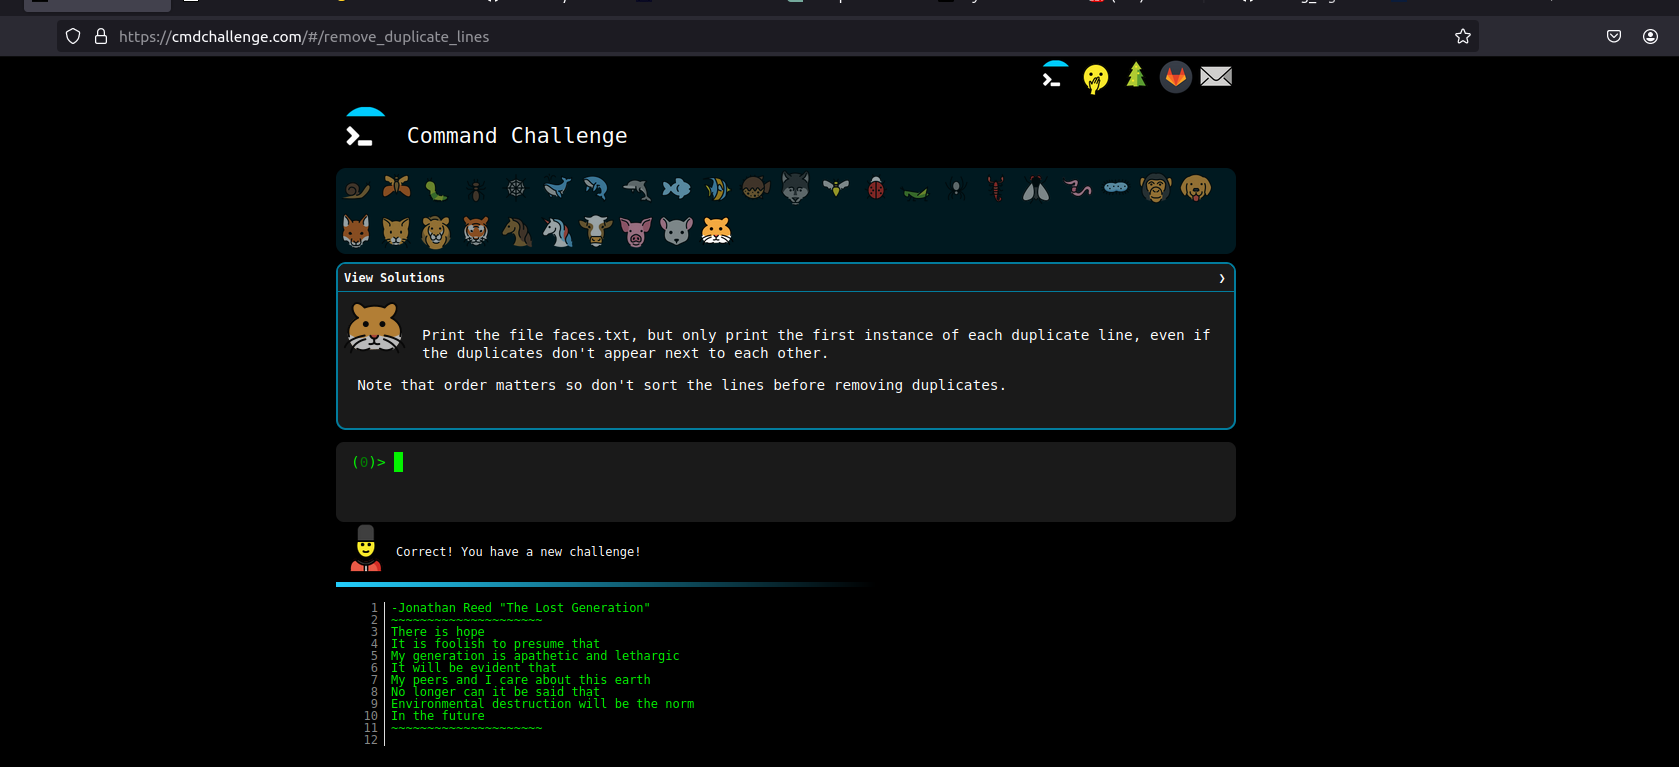 https://cmdchallenge.com/#/remove_duplicate_lines
Command Challenge
View Solutions
Print the file faces.txt, but only print the first instance of each duplicate line, even if
the duplicates don't appear next to each other.
Note that order matters so don't sort the lines before removing duplicates.
(0)>
Correct! You have a new challenge!
1 -Jonathan Reed "The Lost Generation"
2 ~~~~~~~~~~~~~~~~~~~~~
3 There is hope
4 It is foolish to presume that
5 My generation is apathetic and lethargic
6 It will be evident that
7 My peers and I care about this earth
8 No longer can it be said that
9 Environmental destruction will be the norm
10 In the future
11 ~~~~~~~~~~~~~~~~~~~~~
12